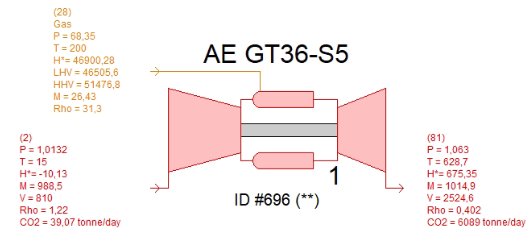 (28)
Gas
P = 68,35
T = 200
H*= 46900,28
LHV = 46505,6
HHV = 51476,8
M = 26,43
Rho = 31,3
AE GT36-S5
(2)
P = 1,0132
T = 15
H*= -10,13
M = 988,5
V = 810
Rho = 1,22
CO2 = 39,07 tonne/day
1
ID #696 (**)
(81)
P = 1,063
T = 628,7
H*= 675,35
M = 1014,9
V = 2524,6
Rho = 0,402
CO2 = 6089 tonne/day